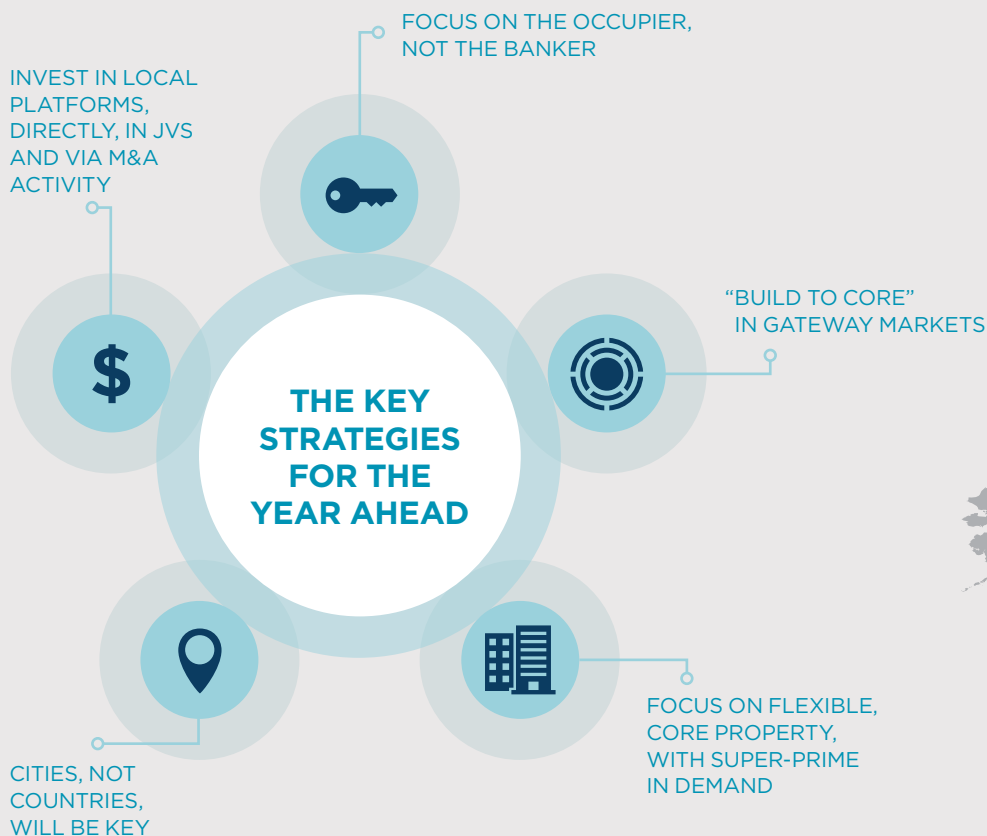 FOCUS ON THE OCCUPIER,
NOT THE BANKER
INVEST IN LOCAL
PLATFORMS,
DIRECTLY, IN JVS
AND VIA M&A
ACTIVITY
“BUILD TO CORE”
IN GATEWAY MARKETS
$
THE KEY
STRATEGIES
FOR THE
YEAR AHEAD
FOCUS ON FLEXIBLE,
CORE PROPERTY,
WITH SUPER-PRIME
IN DEMAND
CITIES, NOT
COUNTRIES,
WILL BE KEY